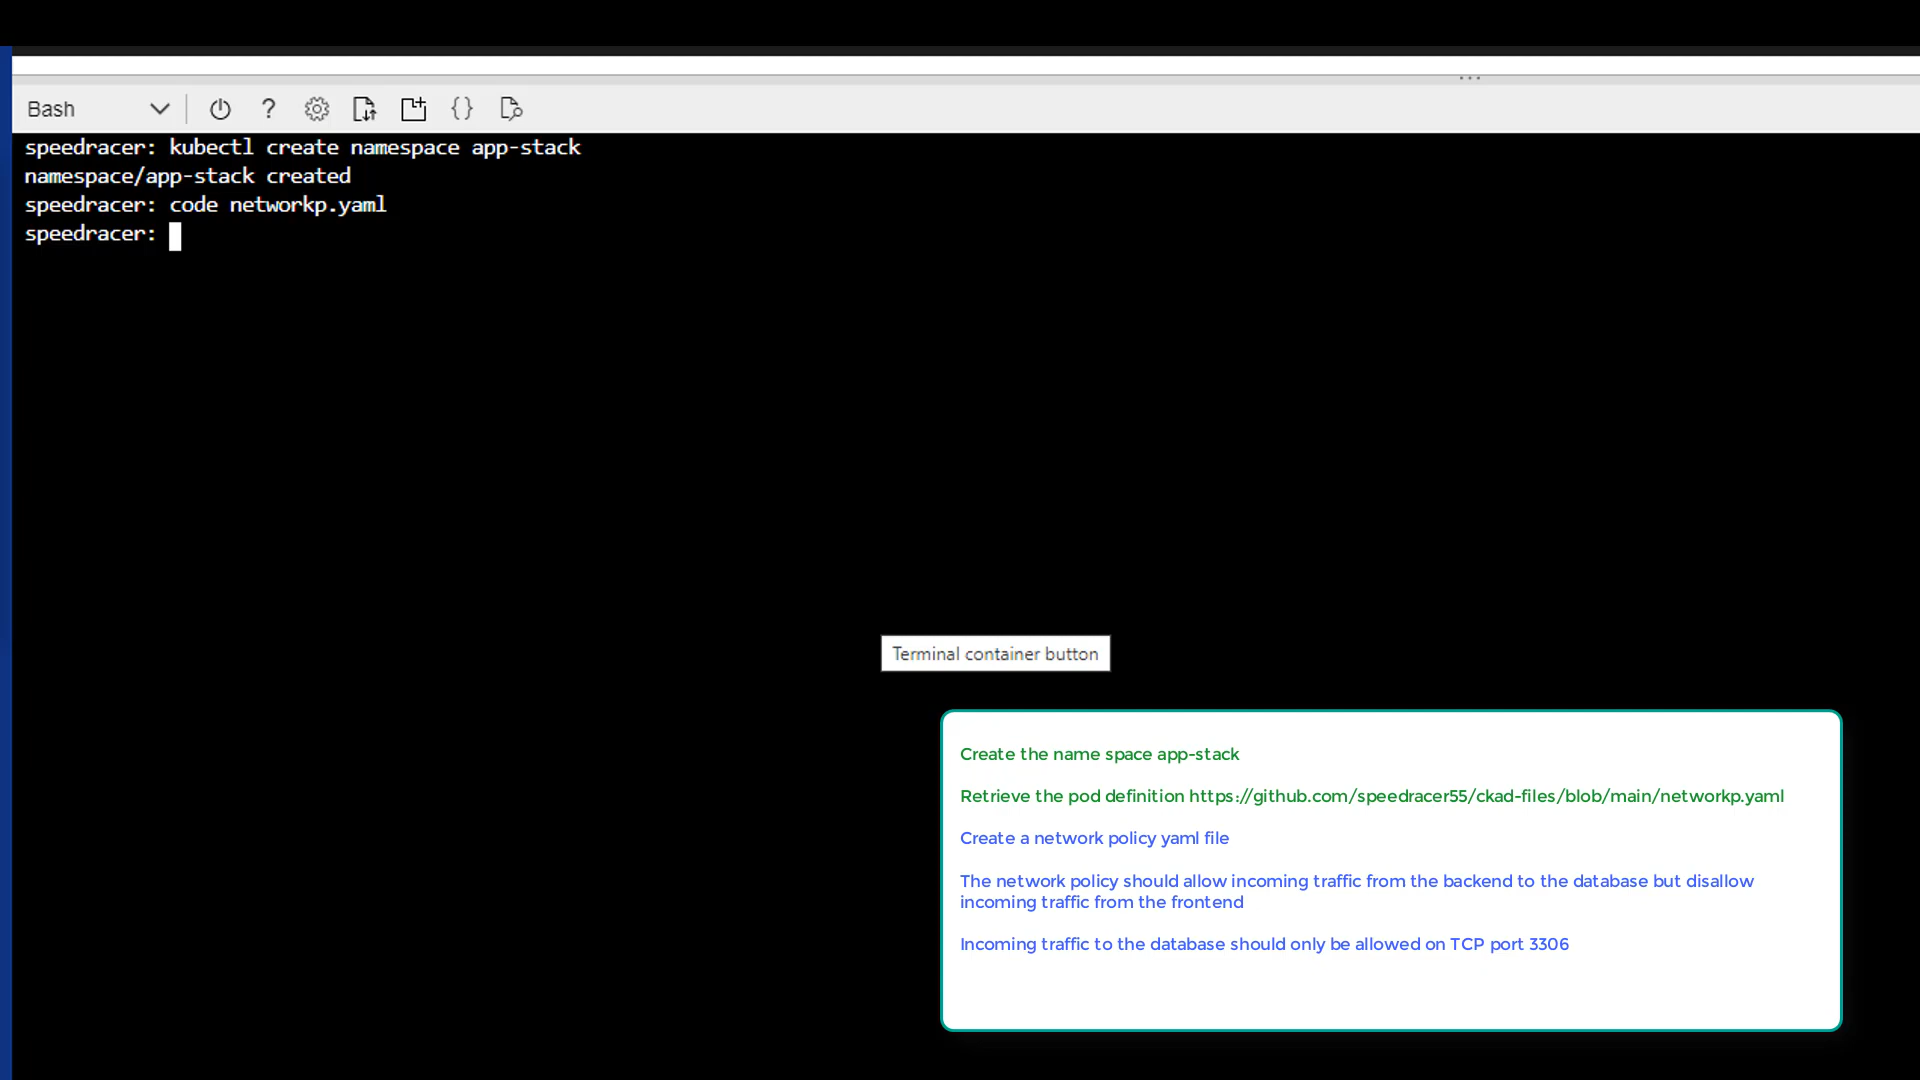 Bash
speedracer: kubectl create namespace app-stack
namespace/app-stack created
speedracer: code networkp.yaml
speedracer:
Terminal container button
Create the name space app-stack
Retrieve the pod definition https://github.com/speedracer55/ckad-files/blob/main/networkp.yaml
Create a network policy yaml file
The network policy should allow incoming traffic from the backend to the database but disallow
incoming traffic from the frontend
Incoming traffic to the database should only be allowed on TCP port 3306